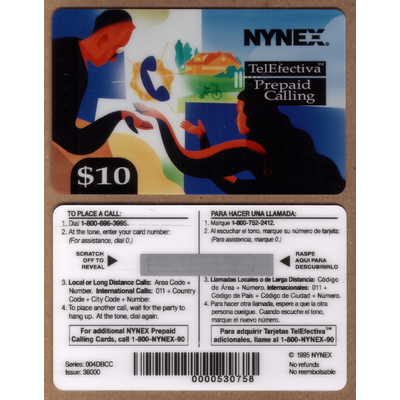 NYNEX®
TelEfectiva℠
Prepaid
Calling
$10
TO PLACE A CALL:
1. Dial 1-800-696-3995.
2. At the tone, enter your card number:
(For assistance, dial 0.)
SCRATCH
OFF TO
REVEAL
3. Local or Long Distance Calls: Area Code +
Number. International Calls: 011 + Country
Code + City Code + Number.
4. To place another call, wait for the party to
hang up. At the tone, dial as above.
For additional NYNEX Prepaid
Calling Cards, call 1-800-NYNEX-90
Series: 004DBCC
Issue: 36000
PARA HACER UNA LLAMADA:
1. Marque 1-800-752-2412.
2. Al escuchar el tono, marque su número de tarjeta:
(Para asistencia, marque 0.)
RASPE
AQUI PARA
DESCUBRIRLO
3. Llamadas Locales o de Larga Distancia: Código
de Area + Número. Internacionales: 011 +
Código de País + Código de Ciudad + Número.
4. Para hacer otra llamada, espere a que la otra
persona cuelgue. Cuando escuche el tono,
marque el nuevo número.
Para adquirir Tarjetas TelEfectiva℠
adicionales, llame al 1-800-NYNEX-90
0000530758
© 1995 NYNEX
No refunds
No reembolsable